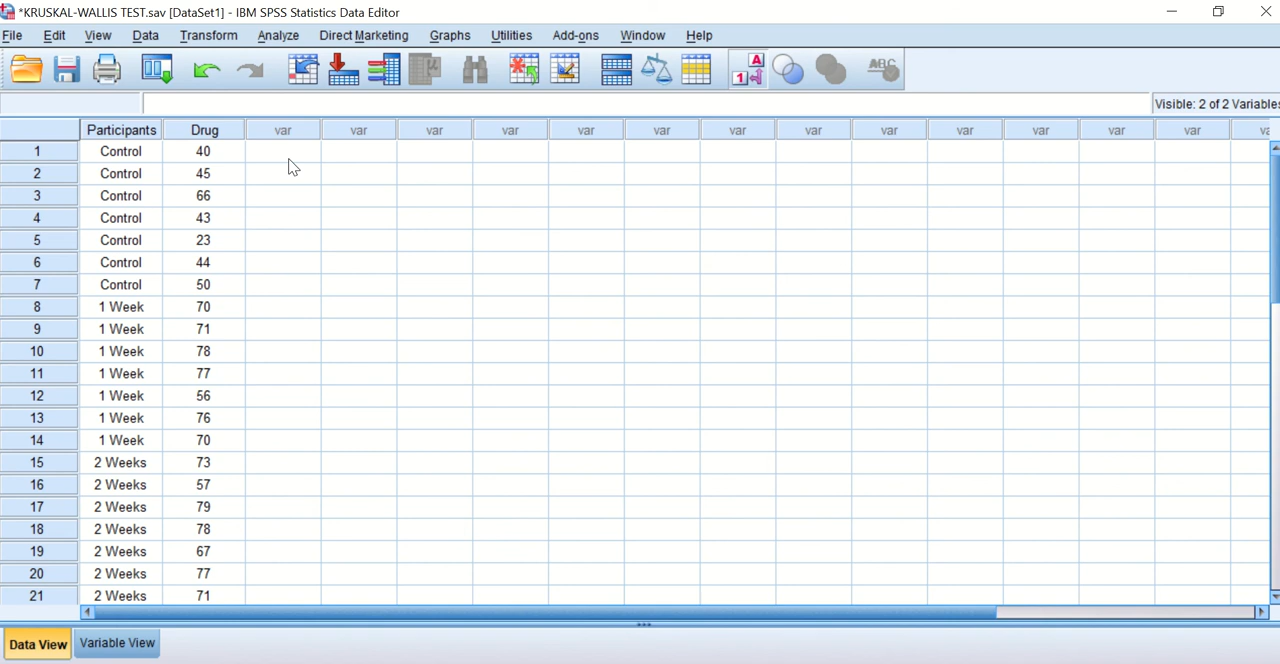 *KRUSKAL-WALLIS TEST.sav [DataSet1] - IBM SPSS Statistics Data Editor
File Edit View Data Transform Analyze Direct Marketing Graphs Utilities Add-ons Window Help
1 A
ABC
Visible: 2 of 2 Variables
Participants Drug var var var var var var var var var var var var var va
1 Control 40
2 Control 45
3 Control 66
4 Control 43
5 Control 23
6 Control 44
7 Control 50
8 1 Week 70
9 1 Week 71
10 1 Week 78
11 1 Week 77
12 1 Week 56
13 1 Week 76
14 1 Week 70
15 2 Weeks 73
16 2 Weeks 57
17 2 Weeks 79
18 2 Weeks 78
19 2 Weeks 67
20 2 Weeks 77
21 2 Weeks 71
Data View Variable View